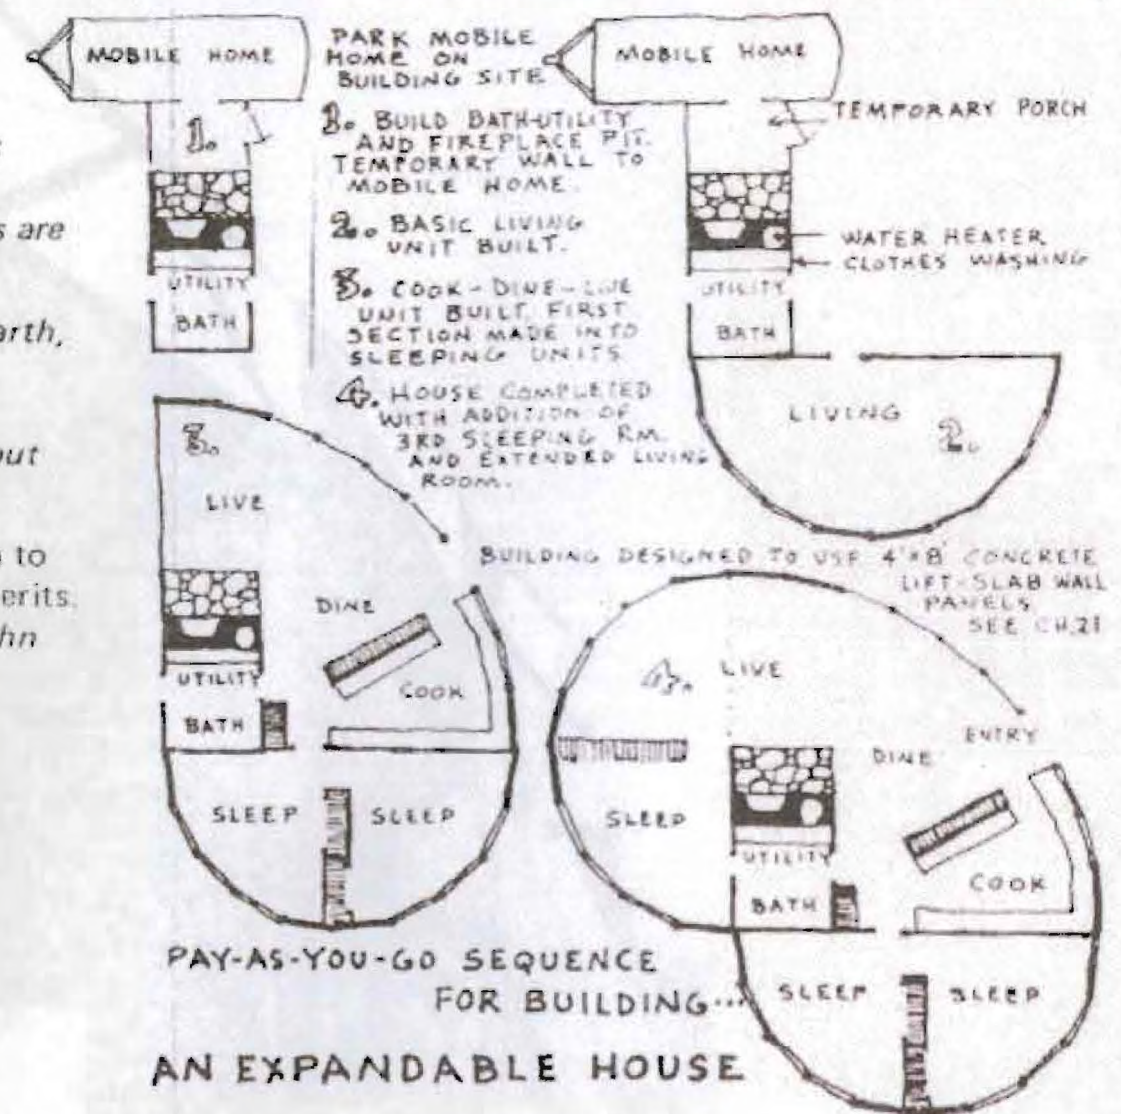 MOBILE HOME
1.
UTILITY
BATH
PARK MOBILE
HOME ON
BUILDING SITE
1. BUILD BATH-UTILITY
AND FIREPLACE PIT.
TEMPORARY WALL TO
MOBILE HOME.
2. BASIC LIVING
UNIT BUILT.
3. COOK-DINE-LIVE
UNIT BUILT FIRST
SECTION MADE INTO
SLEEPING UNITS
4. HOUSE COMPLETED
WITH ADDITION OF
3RD SLEEPING RM.
AND EXTENDED LIVING
ROOM.
MOBILE HOME
TEMPORARY PORCH
WATER HEATER
CLOTHES WASHING
UTILITY
BATH
LIVING
2.
s are
arth,
out
to
erits.
hn
3.
LIVE
DINE
UTILITY
COOK
BATH
SLEEP SLEEP
BUILDING DESIGNED TO USE 4'x8' CONCRETE
LIFT-SLAB WALL
PANELS
SEE CH.21
4. LIVE
ENTRY
DINE
SLEEP
UTILITY
COOK
BATH
SLEEP SLEEP
PAY-AS-YOU-GO SEQUENCE
FOR BUILDING...
AN EXPANDABLE HOUSE